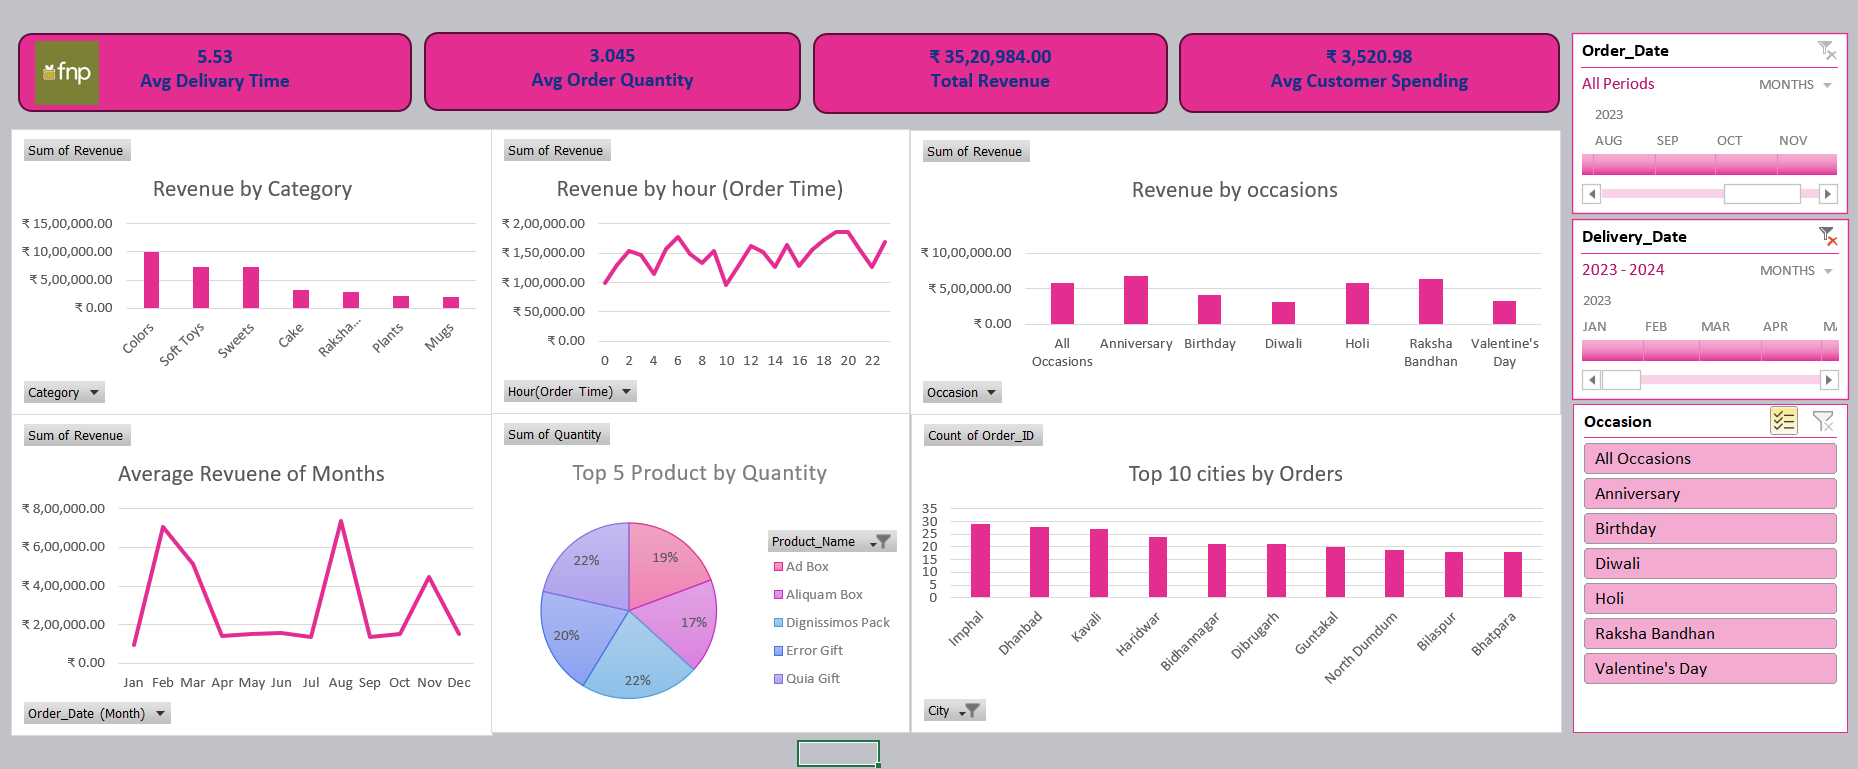 fnp
5.53
Avg Delivary Time
3.045
Avg Order Quantity
₹ 35,20,984.00
Total Revenue
₹ 3,520.98
Avg Customer Spending
Sum of Revenue
Revenue by Category
₹ 15,00,000.00
₹ 10,00,000.00
₹ 5,00,000.00
₹ 0.00
Colors
Soft Toys
Sweets
Cake
Raksha...
Plants
Mugs
Category
Sum of Revenue
Revenue by hour (Order Time)
₹ 2,00,000.00
₹ 1,50,000.00
₹ 1,00,000.00
₹ 50,000.00
₹ 0.00
0 2 4 6 8 10 12 14 16 18 20 22
Hour(Order Time)
Sum of Revenue
Revenue by occasions
₹ 10,00,000.00
₹ 5,00,000.00
₹ 0.00
All Occasions
Anniversary
Birthday
Diwali
Holi
Raksha Bandhan
Valentine's Day
Occasion
Sum of Revenue
Average Revuene of Months
₹ 8,00,000.00
₹ 6,00,000.00
₹ 4,00,000.00
₹ 2,00,000.00
₹ 0.00
Jan Feb Mar Apr May Jun Jul Aug Sep Oct Nov Dec
Order_Date (Month)
Sum of Quantity
Top 5 Product by Quantity
22%
19%
17%
20%
22%
Product_Name
Ad Box
Aliquam Box
Dignissimos Pack
Error Gift
Quia Gift
Count of Order_ID
Top 10 cities by Orders
35
30
25
20
15
10
5
0
Imphal
Dhanbad
Kavali
Haridwar
Bidhannagar
Dibrugarh
Guntakal
North Dumdum
Bilaspur
Bhatpara
City
Order_Date
All Periods MONTHS
2023
AUG SEP OCT NOV
Delivery_Date
2023 - 2024 MONTHS
2023
JAN FEB MAR APR
Occasion
All Occasions
Anniversary
Birthday
Diwali
Holi
Raksha Bandhan
Valentine's Day